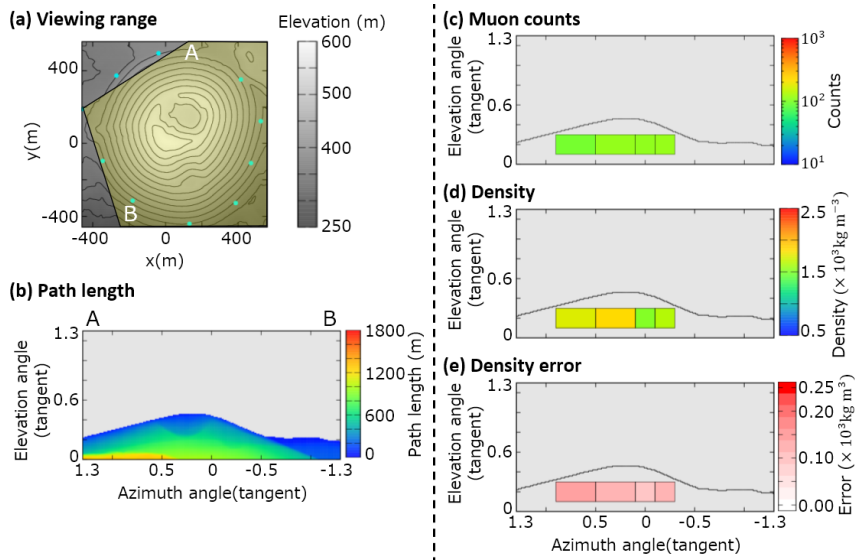 (a) Viewing range
Elevation (m)
A
B
400
0
-400
y(m)
-400
0
400
x(m)
600
500
400
250
(b) Path length
A
B
1.3
0.6
0
Elevation angle
(tangent)
1.3
0.5
0
-0.5
-1.3
Azimuth angle(tangent)
1800
1200
600
0
Path length (m)
(c) Muon counts
1.3
0.6
0
Elevation angle
(tangent)
10³
10²
10¹
Counts
(d) Density
1.3
0.6
0
Elevation angle
(tangent)
2.5
1.5
0.5
Density (× 10³kg m⁻³)
(e) Density error
1.3
0.6
0
Elevation angle
(tangent)
1.3
0.5
0
-0.5
-1.3
Azimuth angle(tangent)
0.25
0.20
0.10
0.00
Error (× 10³kg m³)